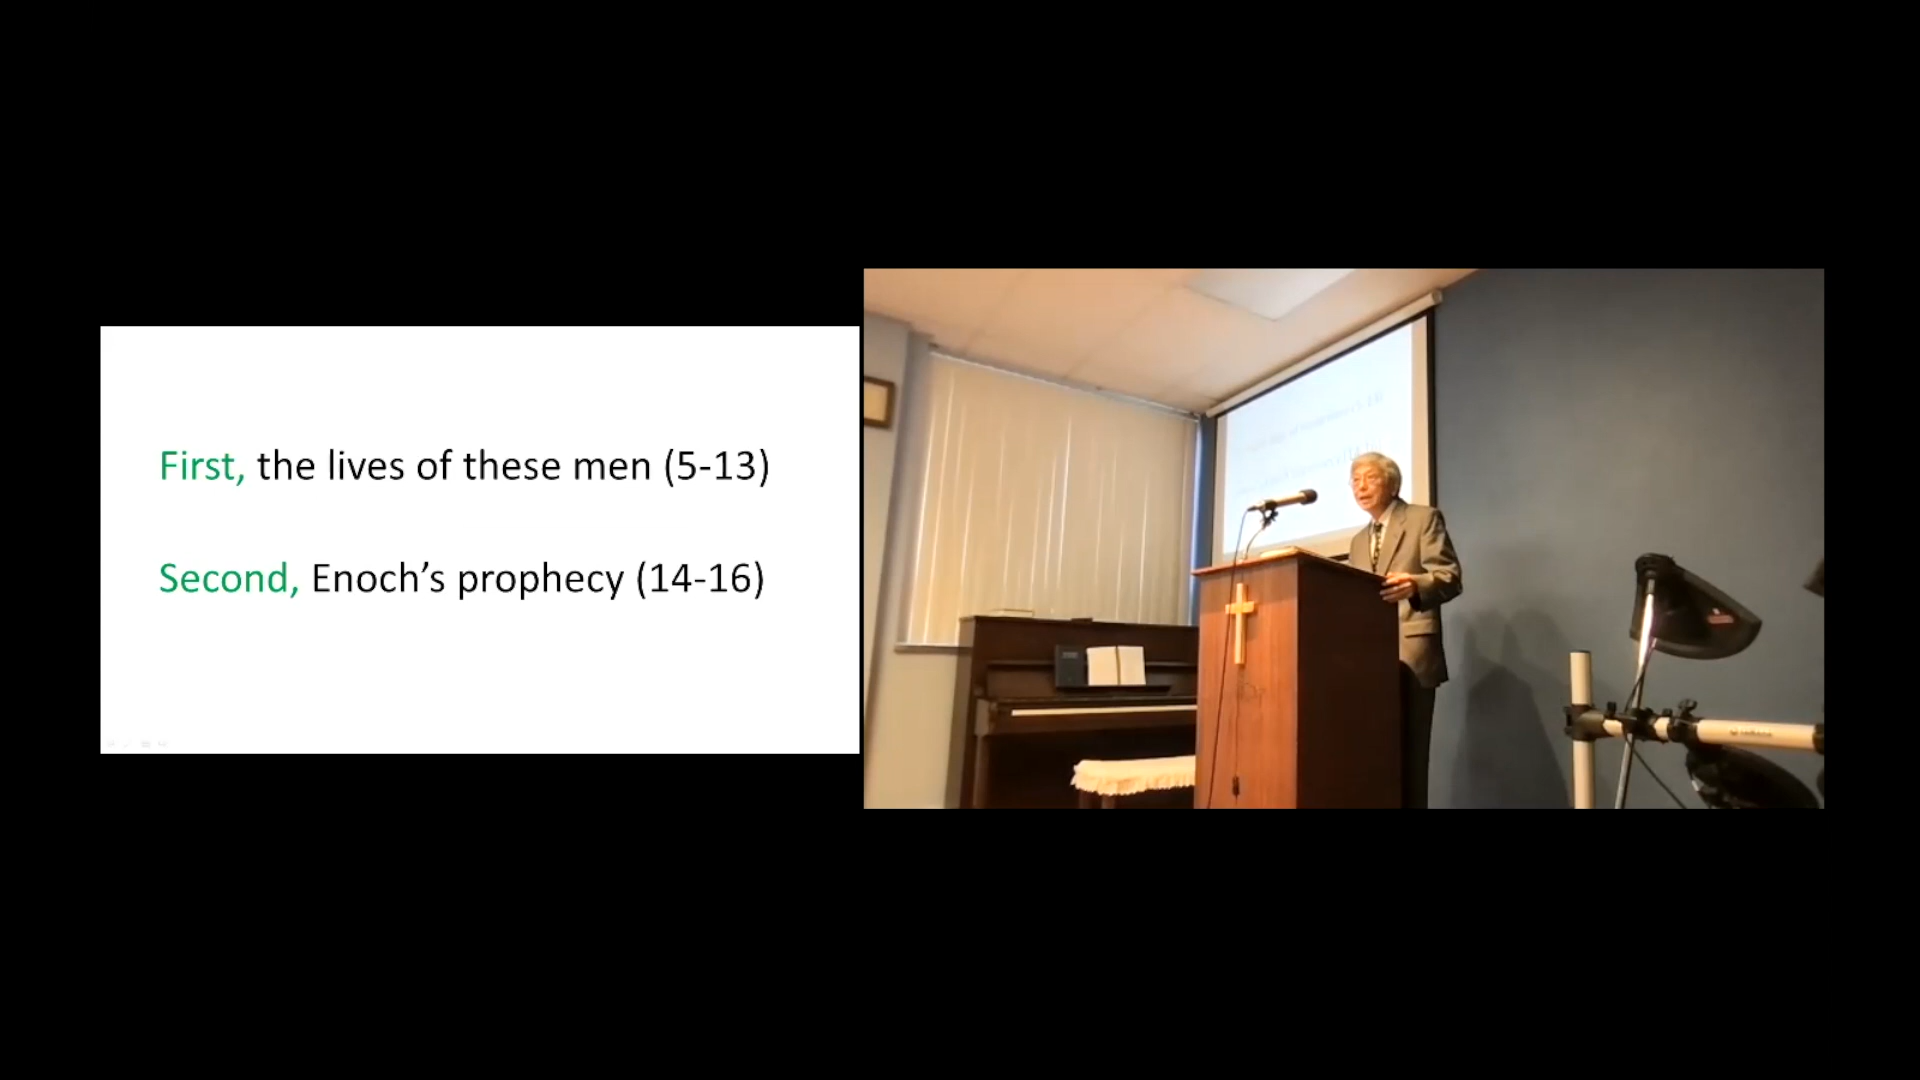 First, the lives of these men (5-13)
Second, Enoch’s prophecy (14-16)